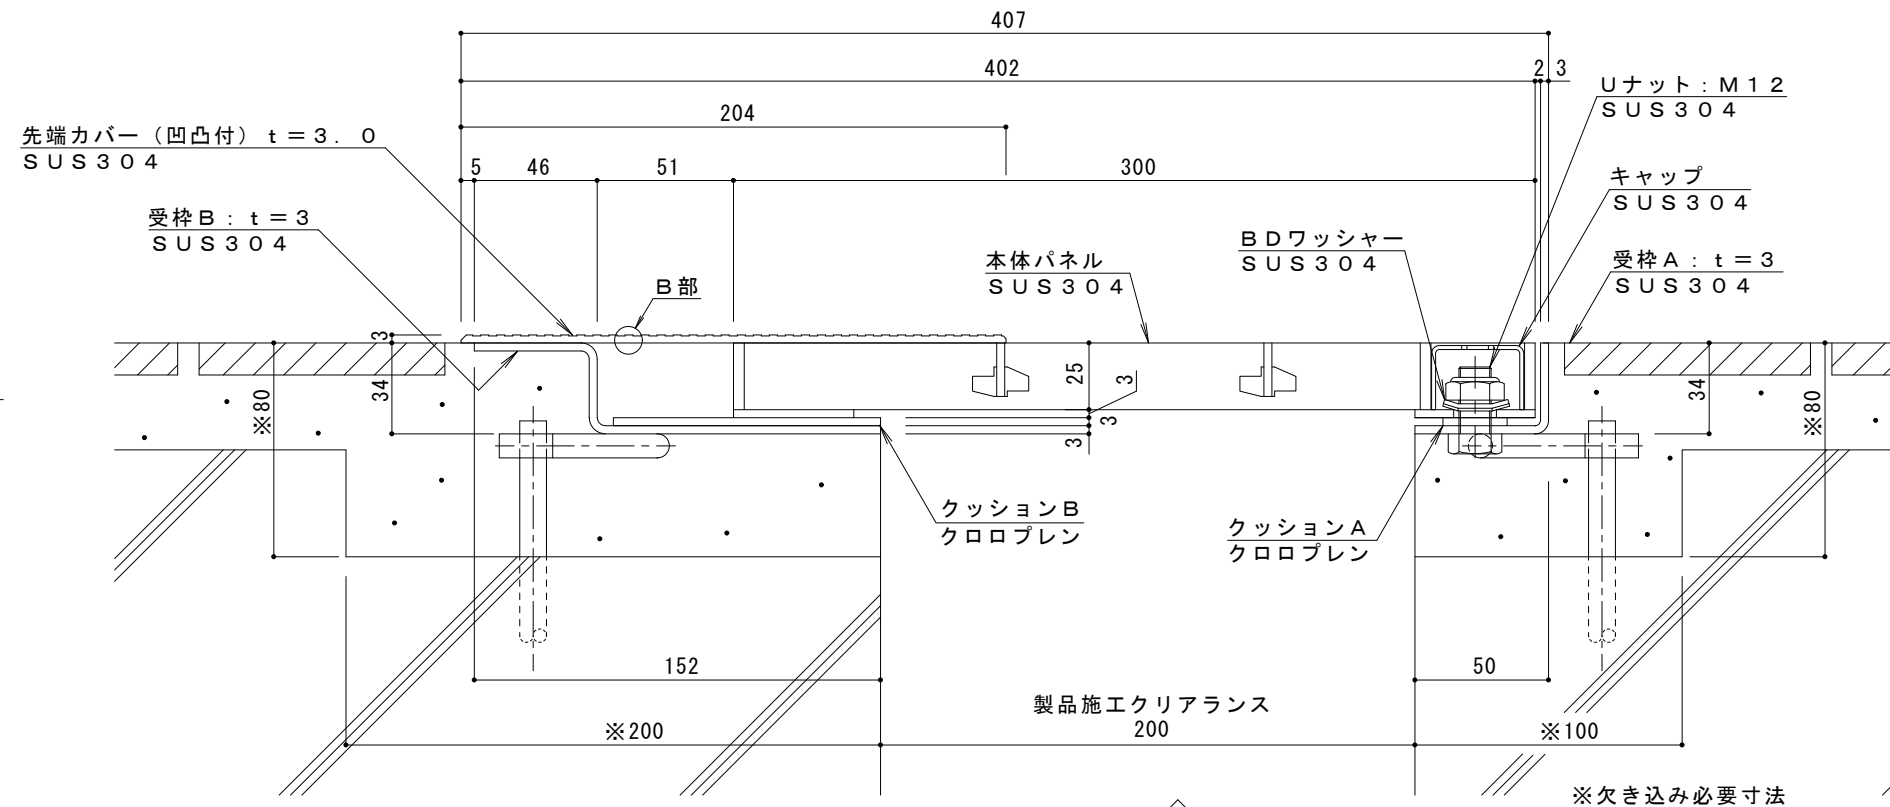 407
402
2
3
204
5
46
51
300
先端カバー（凹凸付）ｔ＝３．０
ＳＵＳ３０４
受枠Ｂ：ｔ＝３
ＳＵＳ３０４
Ｂ部
本体パネル
ＳＵＳ３０４
ＢＤワッシャー
ＳＵＳ３０４
Ｕナット：Ｍ１２
ＳＵＳ３０４
キャップ
ＳＵＳ３０４
受枠Ａ：ｔ＝３
ＳＵＳ３０４
3
34
※80
25
3
3
3
34
※80
クッションＢ
クロロプレン
クッションＡ
クロロプレン
152
50
製品施工クリアランス
※200
200
※100
※欠き込み必要寸法